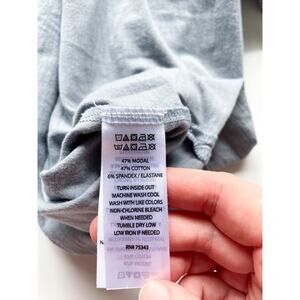 47% MODAL
47% COTTON
6% SPANDEX / ELASTANE
TURN INSIDE OUT
MACHINE WASH COOL
WASH WITH LIKE COLORS
NON-CHLORINE BLEACH
WHEN NEEDED
TUMBLE DRY LOW
LOW IRON IF NEEDED
RN# 75343